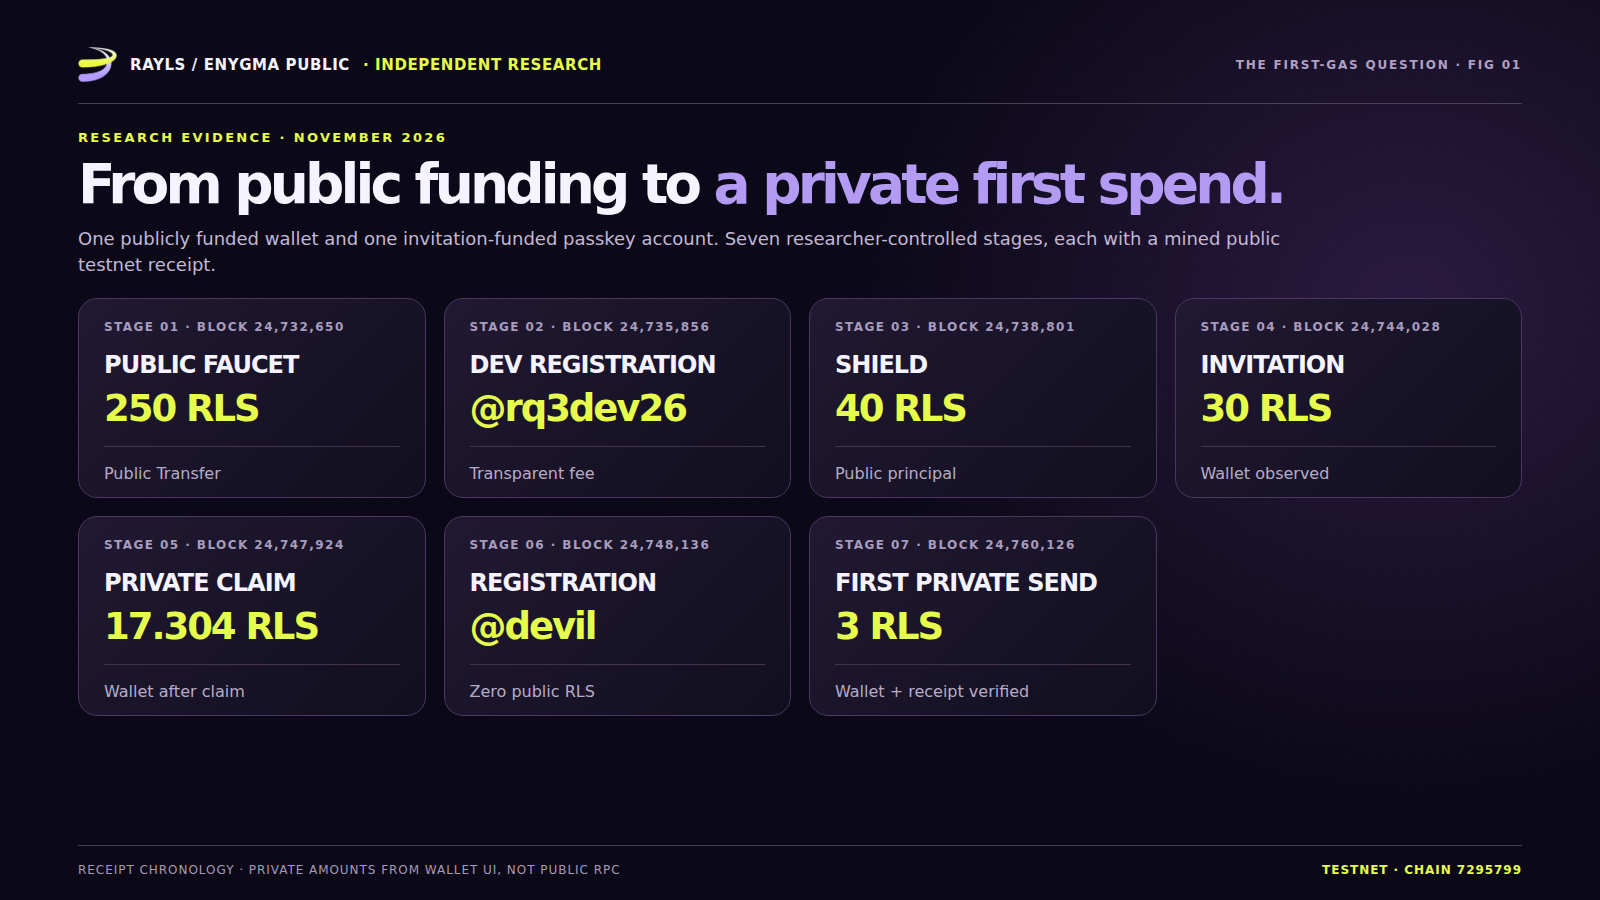 RAYLS / ENYGMA PUBLIC · INDEPENDENT RESEARCH
THE FIRST-GAS QUESTION · FIG 01
RESEARCH EVIDENCE · NOVEMBER 2026
From public funding to a private first spend.
One publicly funded wallet and one invitation-funded passkey account. Seven researcher-controlled stages, each with a mined public
testnet receipt.
STAGE 01 · BLOCK 24,732,650
PUBLIC FAUCET
250 RLS
Public Transfer
STAGE 02 · BLOCK 24,735,856
DEV REGISTRATION
@rq3dev26
Transparent fee
STAGE 03 · BLOCK 24,738,801
SHIELD
40 RLS
Public principal
STAGE 04 · BLOCK 24,744,028
INVITATION
30 RLS
Wallet observed
STAGE 05 · BLOCK 24,747,924
PRIVATE CLAIM
17.304 RLS
Wallet after claim
STAGE 06 · BLOCK 24,748,136
REGISTRATION
@devil
Zero public RLS
STAGE 07 · BLOCK 24,760,126
FIRST PRIVATE SEND
3 RLS
Wallet + receipt verified
RECEIPT CHRONOLOGY · PRIVATE AMOUNTS FROM WALLET UI, NOT PUBLIC RPC
TESTNET · CHAIN 7295799